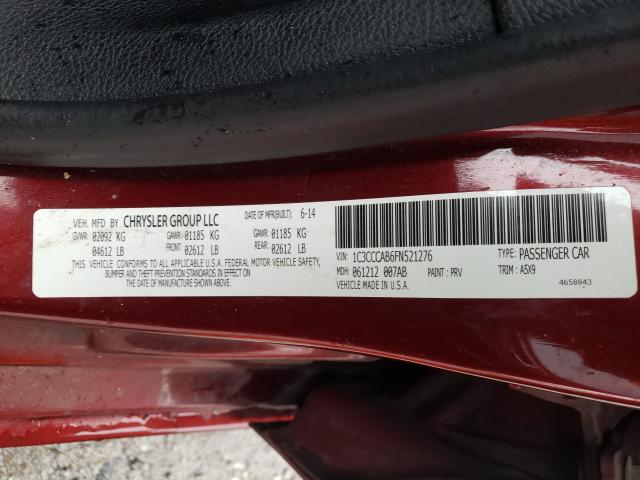 VEH. MFD BY CHRYSLER GROUP LLC DATE OF MFR(BUILT): 6-14
GVWR: 02092 KG GAWR: 01185 KG GAWR: 01185 KG
04612 LB FRONT: 02612 LB REAR: 02612 LB
THIS VEHICLE CONFORMS TO ALL APPLICABLE U.S.A. FEDERAL MOTOR VEHICLE SAFETY,
BUMPER AND THEFT PREVENTION STANDARDS IN EFFECT ON
THE DATE OF MANUFACTURE SHOWN ABOVE.
VIN: 1C3CCCAB6FN521276 TYPE: PASSENGER CAR
MDH: 061212 007AB PAINT: PRV TRIM: A5X9
VEHICLE MADE IN U.S.A. 4658843